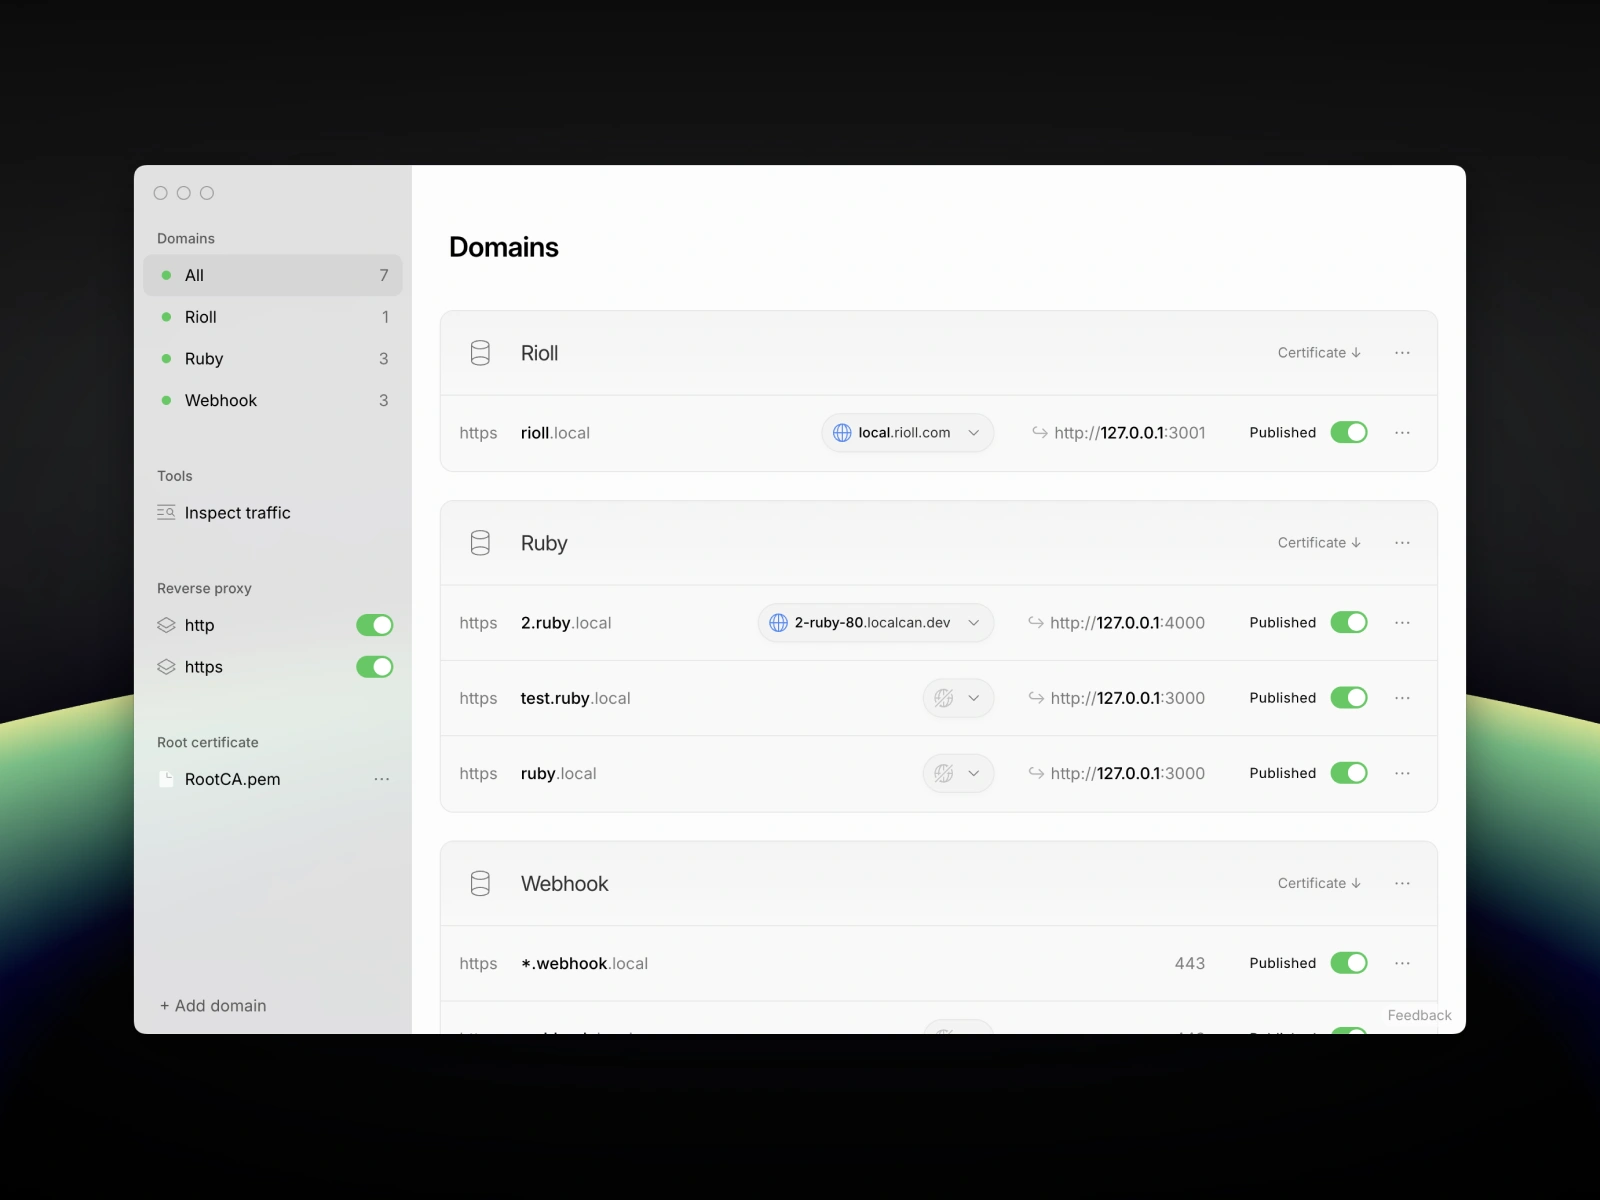 Domains
All 7
Rioll 1
Ruby 3
Webhook 3
Tools
Inspect traffic
Reverse proxy
http
https
Root certificate
RootCA.pem ···
+ Add domain
Domains
Rioll Certificate ↓ ···
https rioll.local local.rioll.com http://127.0.0.1:3001 Published ···
Ruby Certificate ↓ ···
https 2.ruby.local 2-ruby-80.localcan.dev http://127.0.0.1:4000 Published ···
https test.ruby.local http://127.0.0.1:3000 Published ···
https ruby.local http://127.0.0.1:3000 Published ···
Webhook Certificate ↓ ···
https *.webhook.local 443 Published ···
Feedback